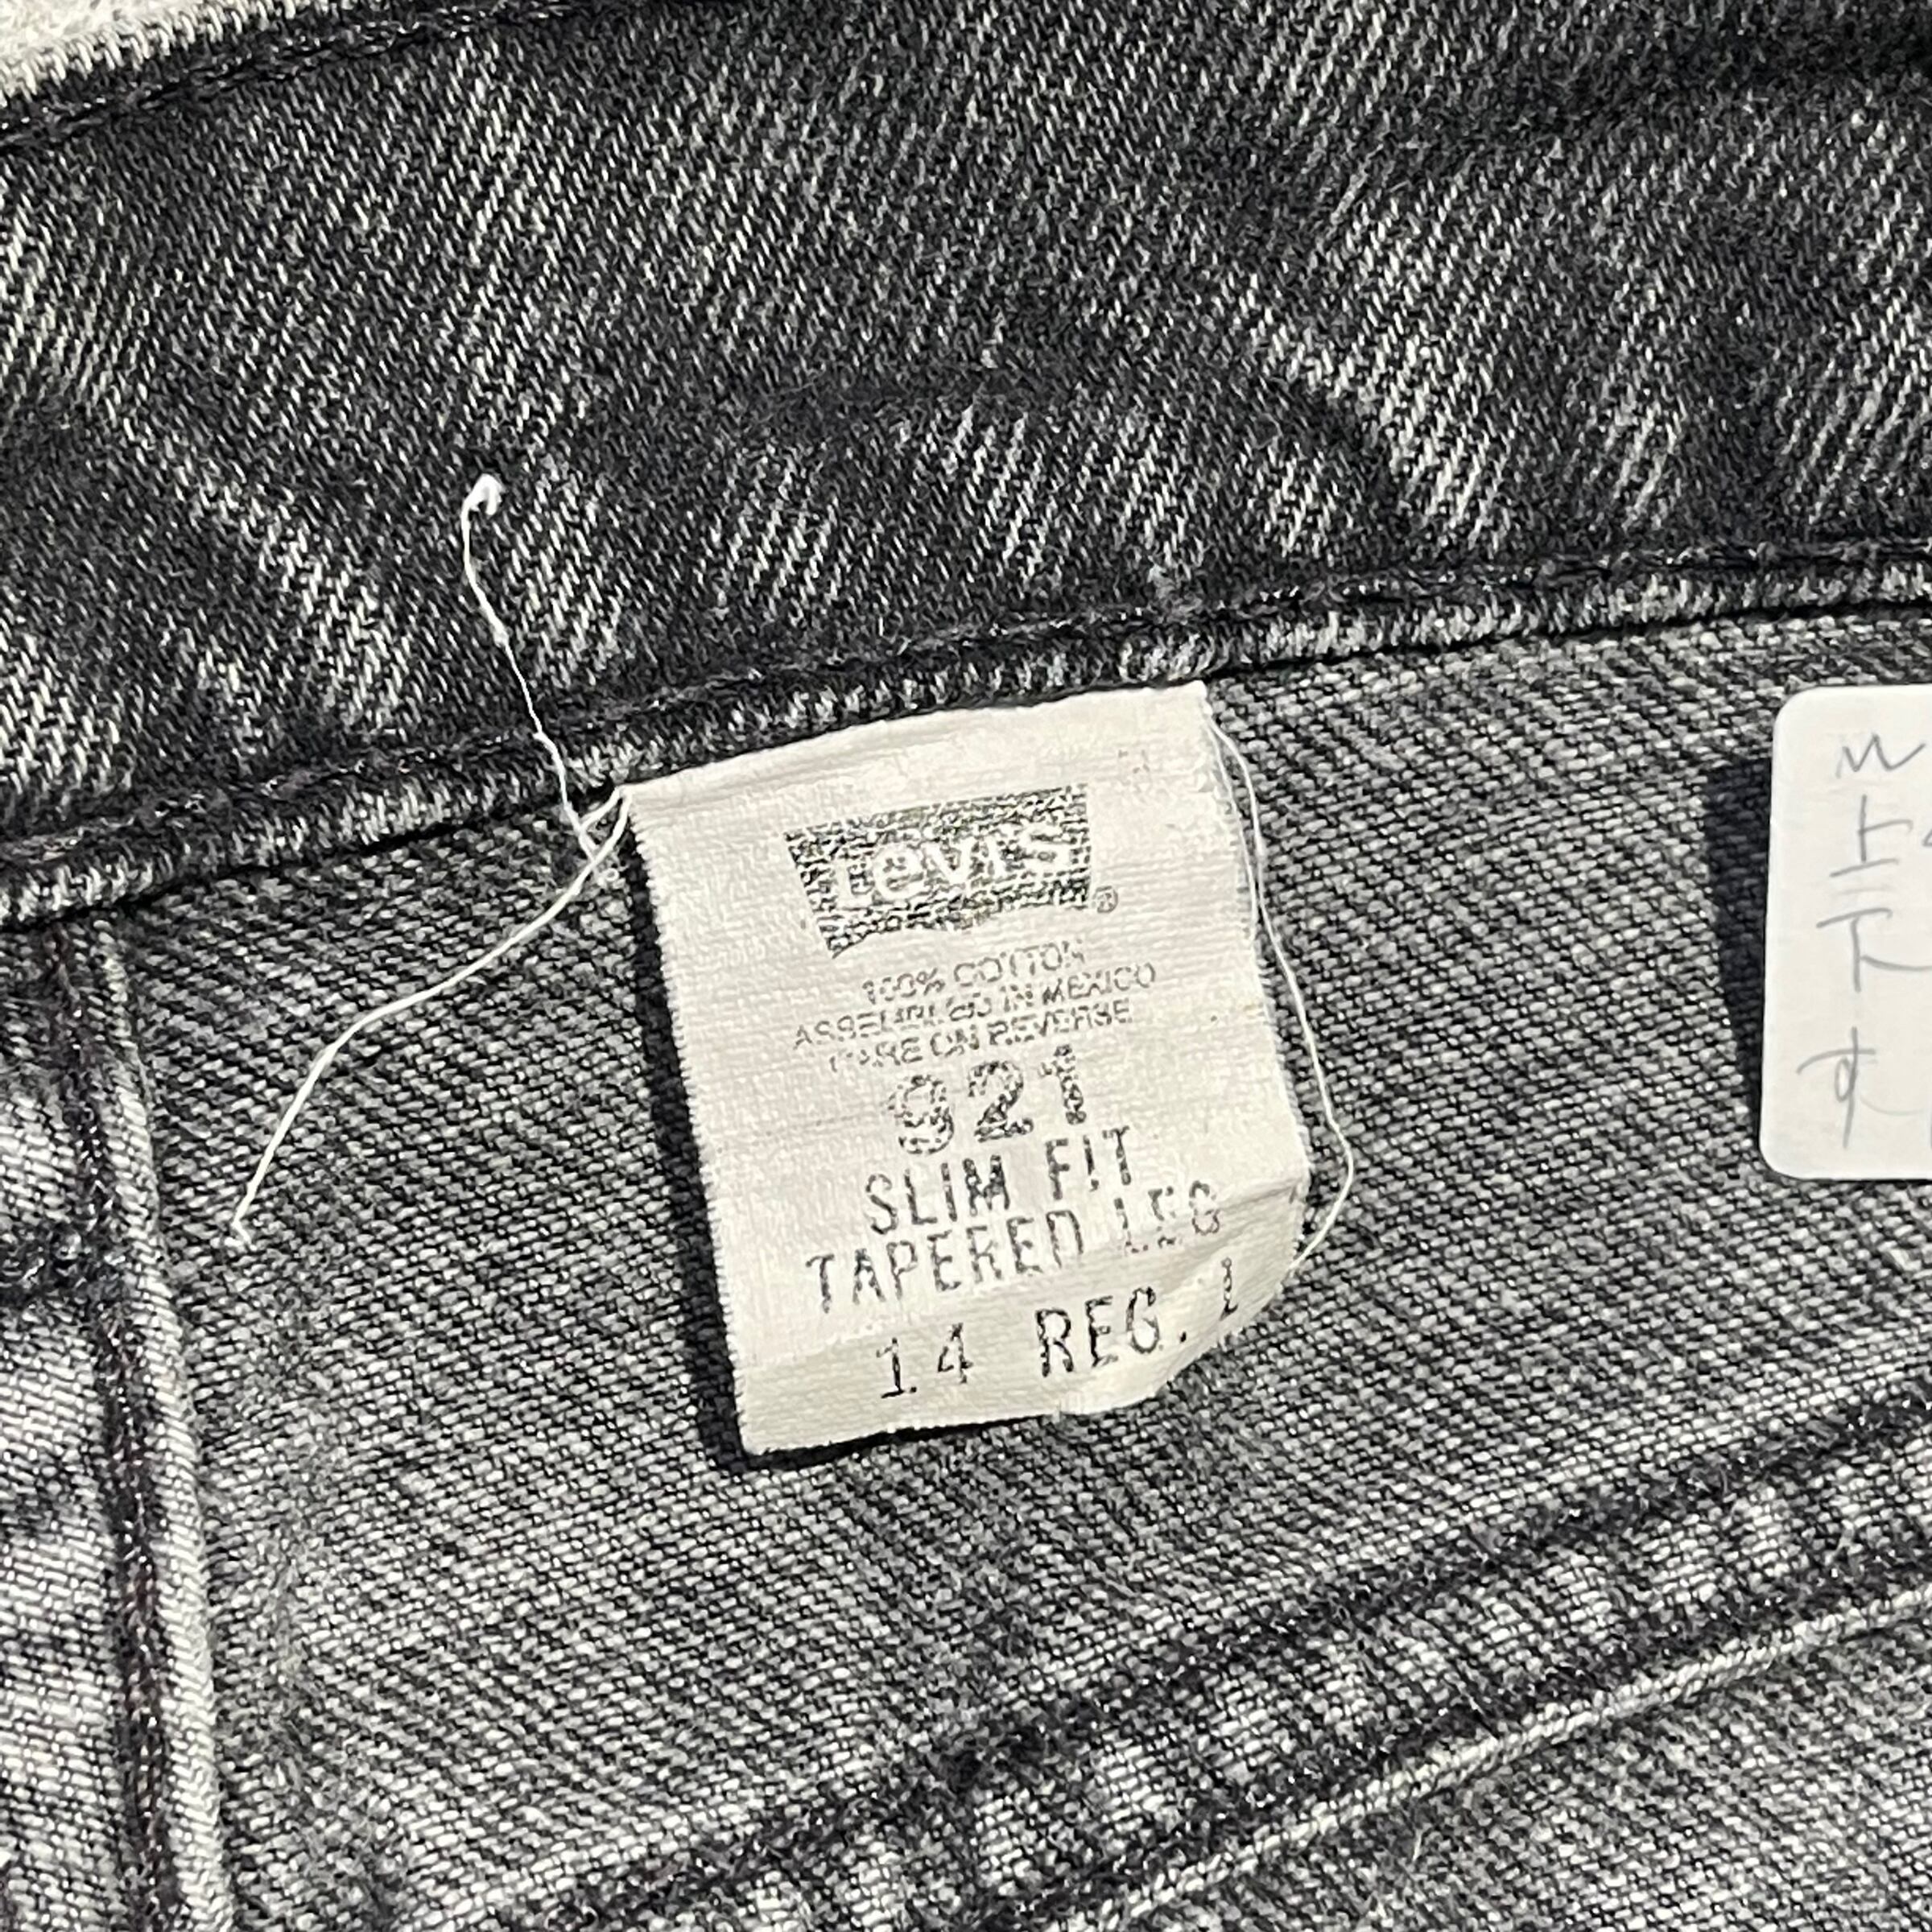 Levi's®
100% COTTON
ASSEMBLED IN MEXICO
CARE ON REVERSE
921
SLIM FIT
TAPERED LEG
14 REG. L